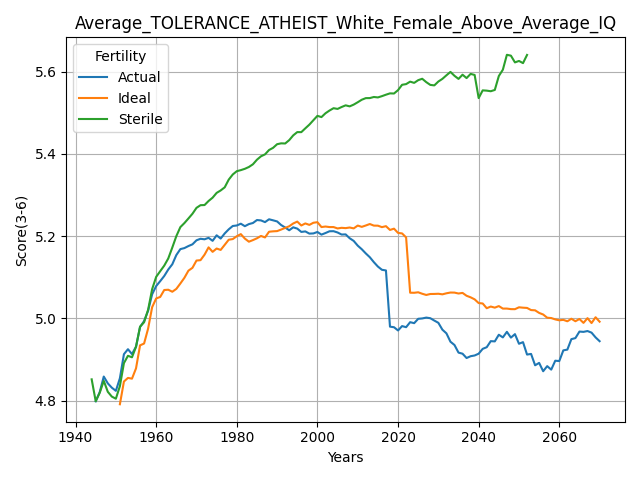 Average_TOLERANCE_ATHEIST_White_Female_Above_Average_IQ
Fertility
Actual
Ideal
Sterile
Score(3-6)
5.6
5.4
5.2
5.0
4.8
1940 1960 1980 2000 2020 2040 2060
Years